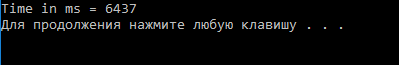 Time in ms = 6437
Для продолжения нажмите любую клавишу . . .